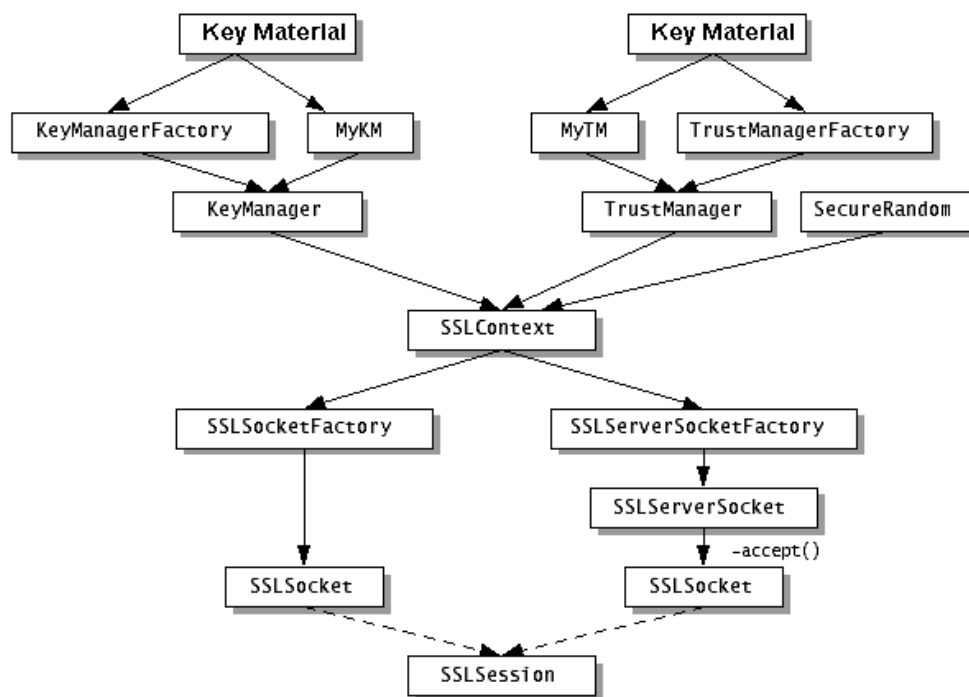 Key Material
Key Material
KeyManagerFactory
MyKM
MyTM
TrustManagerFactory
KeyManager
TrustManager
SecureRandom
SSLContext
SSLSocketFactory
SSLServerSocketFactory
SSLServerSocket
-accept()
SSLSocket
SSLSocket
SSLSession